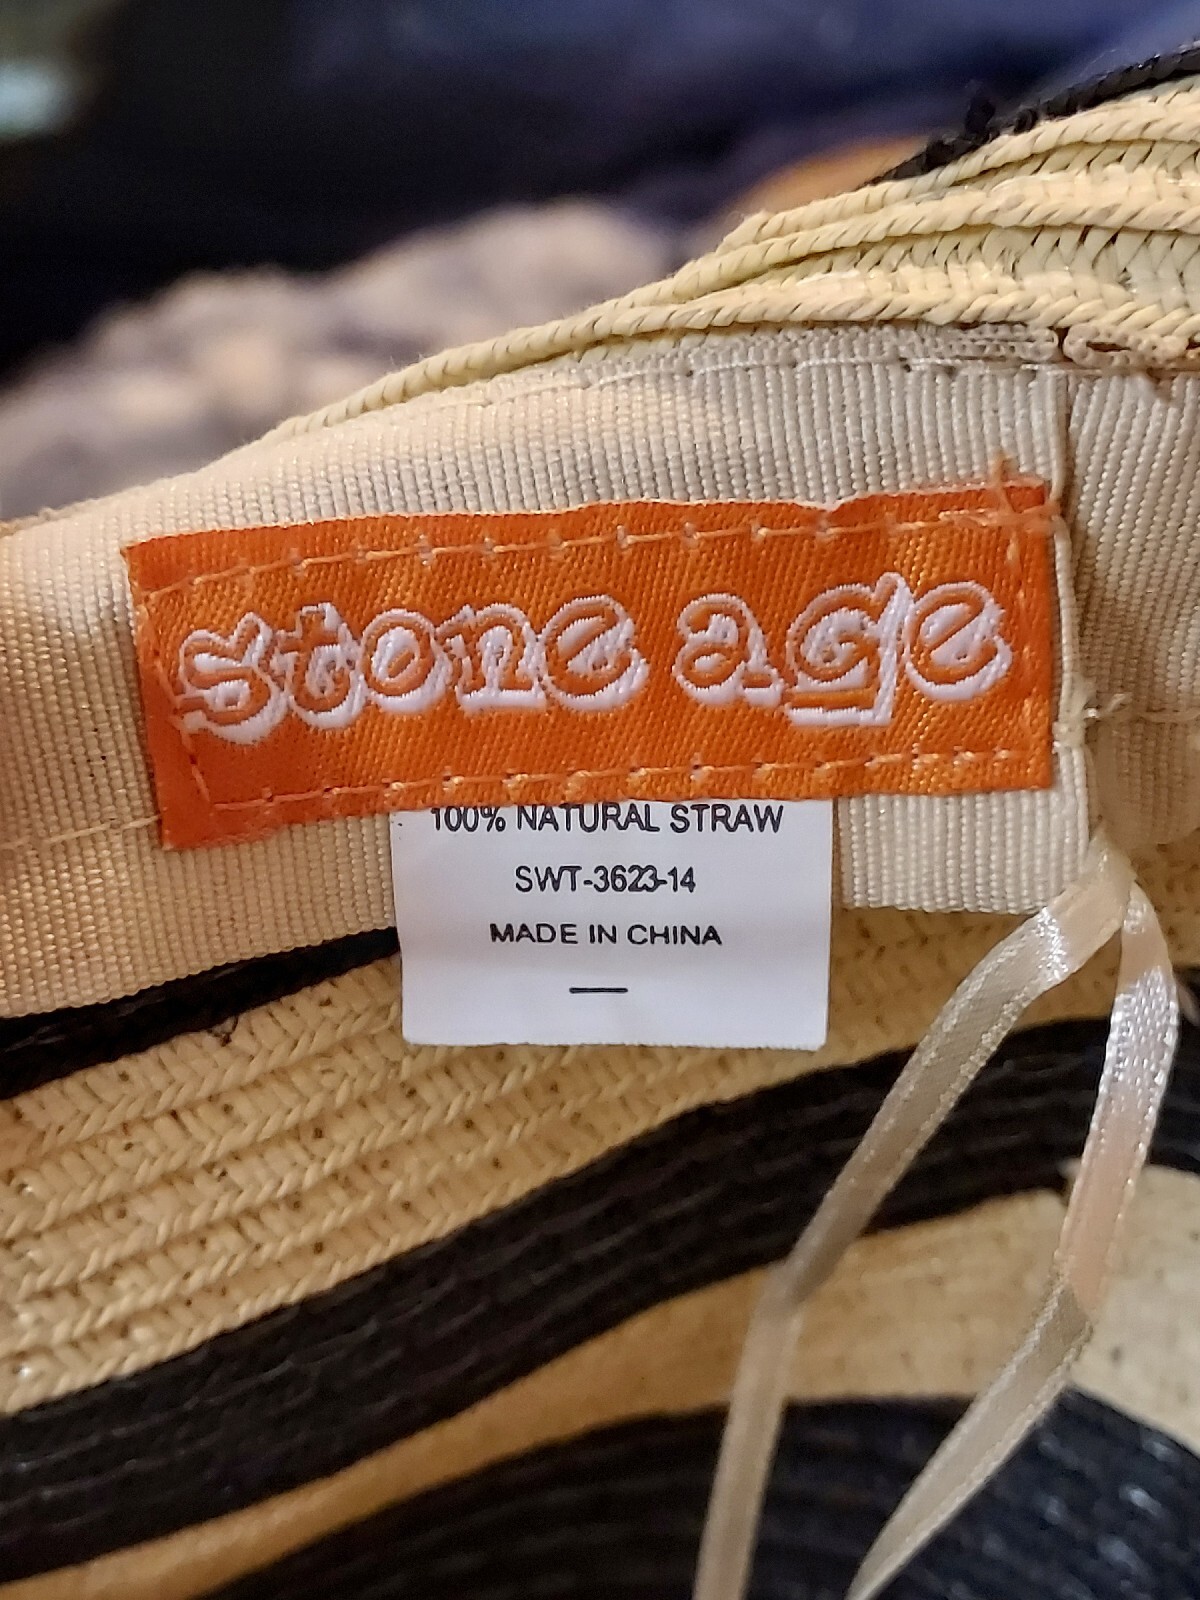 stone age
100% NATURAL STRAW
SWT-3623-14
MADE IN CHINA